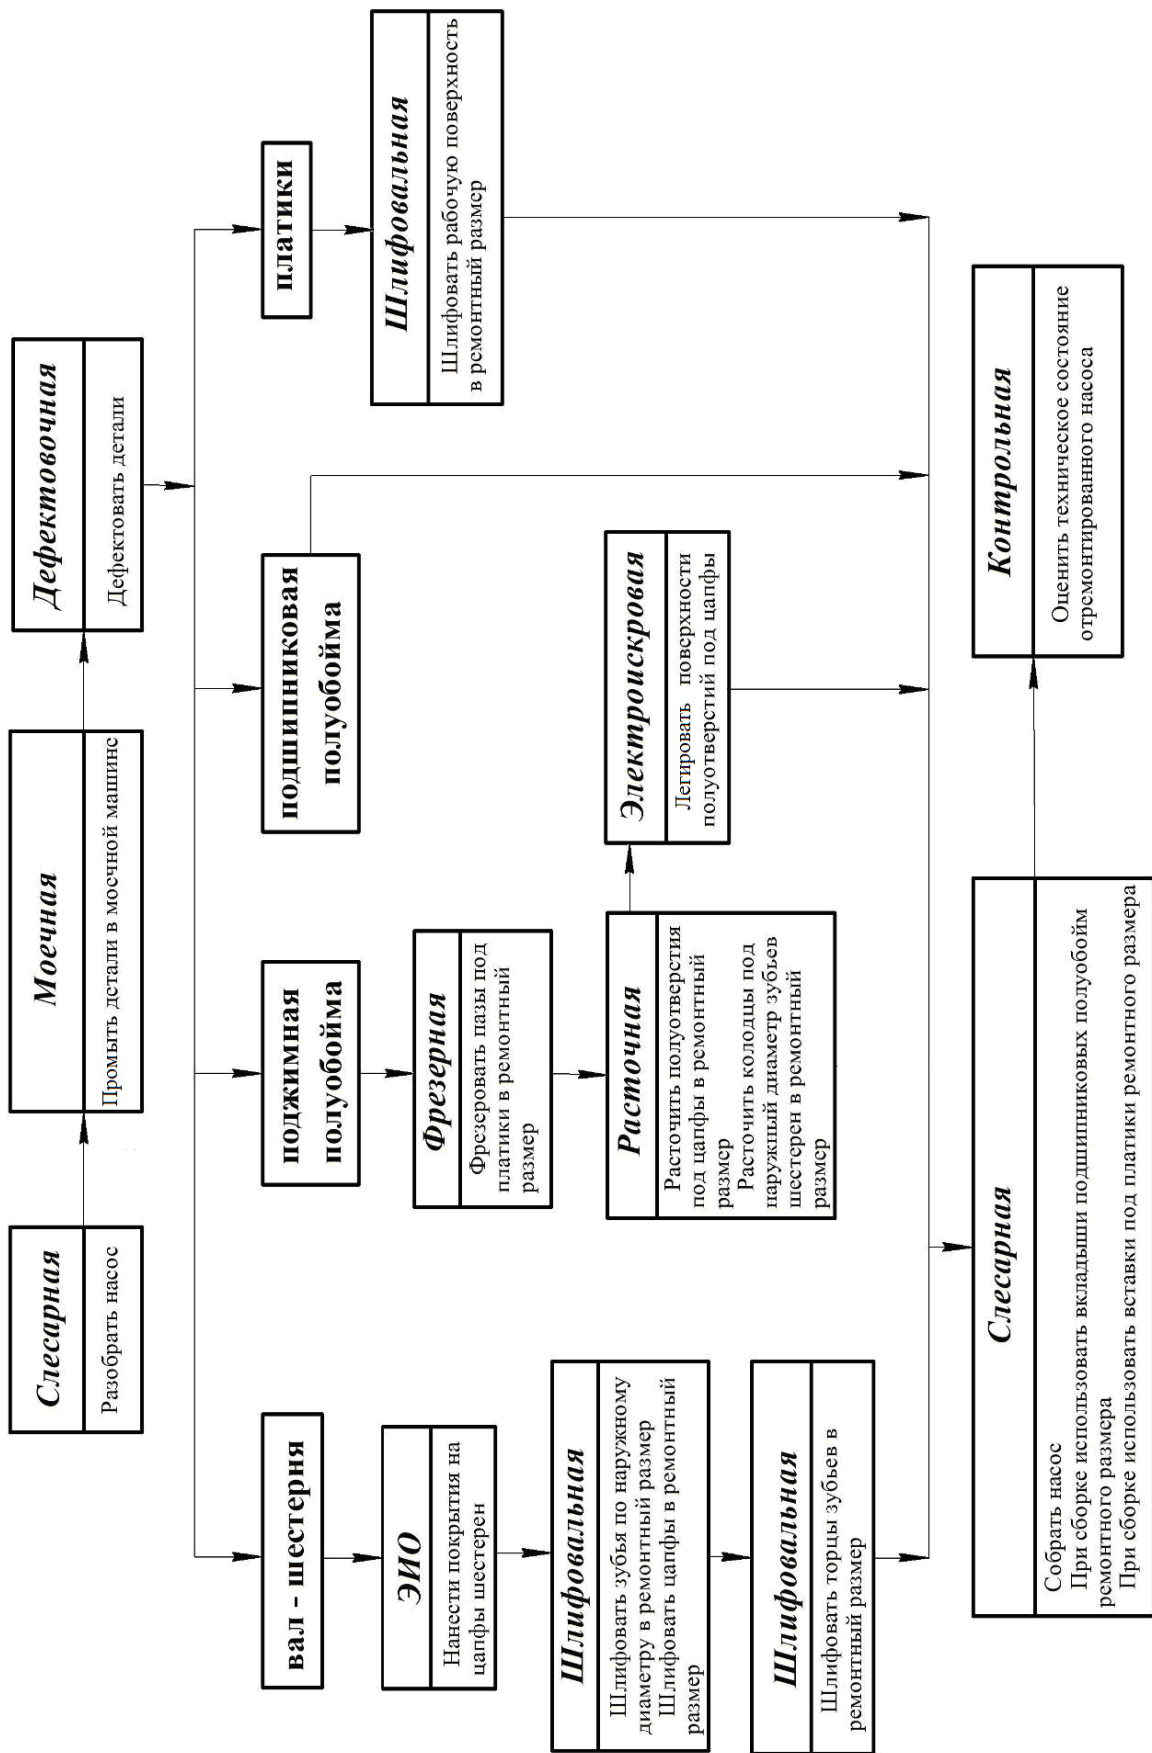 Слесарная
Разобрать насос
Моечная
Промыть детали в моечной машине
Дефектовочная
Дефектовать детали
вал - шестерня
ЭИО
Нанести покрытия на
цапфы шестерен
Шлифовальная
Шлифовать зубья по наружному
диаметру в ремонтный размер
Шлифовать цапфы в ремонтный
размер
Шлифовальная
Шлифовать торцы зубьев в
ремонтный размер
поджимная
полуобойма
Фрезерная
Фрезеровать пазы под
платики в ремонтный
размер
Расточная
Расточить полуотверстия
под цапфы в ремонтный
размер
Расточить колодцы под
наружный диаметр зубьев
шестерен в ремонтный
размер
Электроискровая
Легировать поверхности
полуотверстий под цапфы
подшипниковая
полуобойма
платики
Шлифовальная
Шлифовать рабочую поверхность
в ремонтный размер
Слесарная
Собрать насос
При сборке использовать вкладыши подшипниковых полуобойм
ремонтного размера
При сборке использовать вставки под платики ремонтного размера
Контрольная
Оценить техническое состояние
отремонтированного насоса